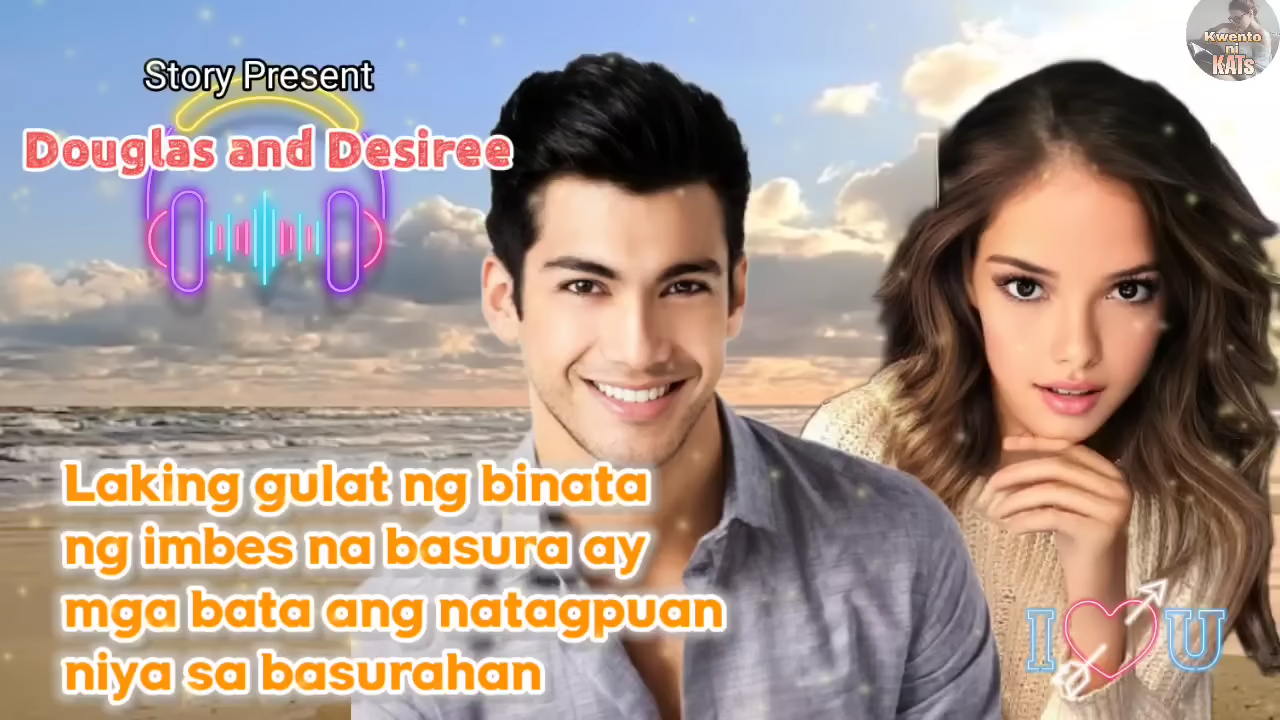 Story Present
Douglas and Desiree
Kwento
ni
KATs
Laking gulat ng binata
ng imbes na basura ay
mga bata ang natagpuan
niya sa basurahan
I U